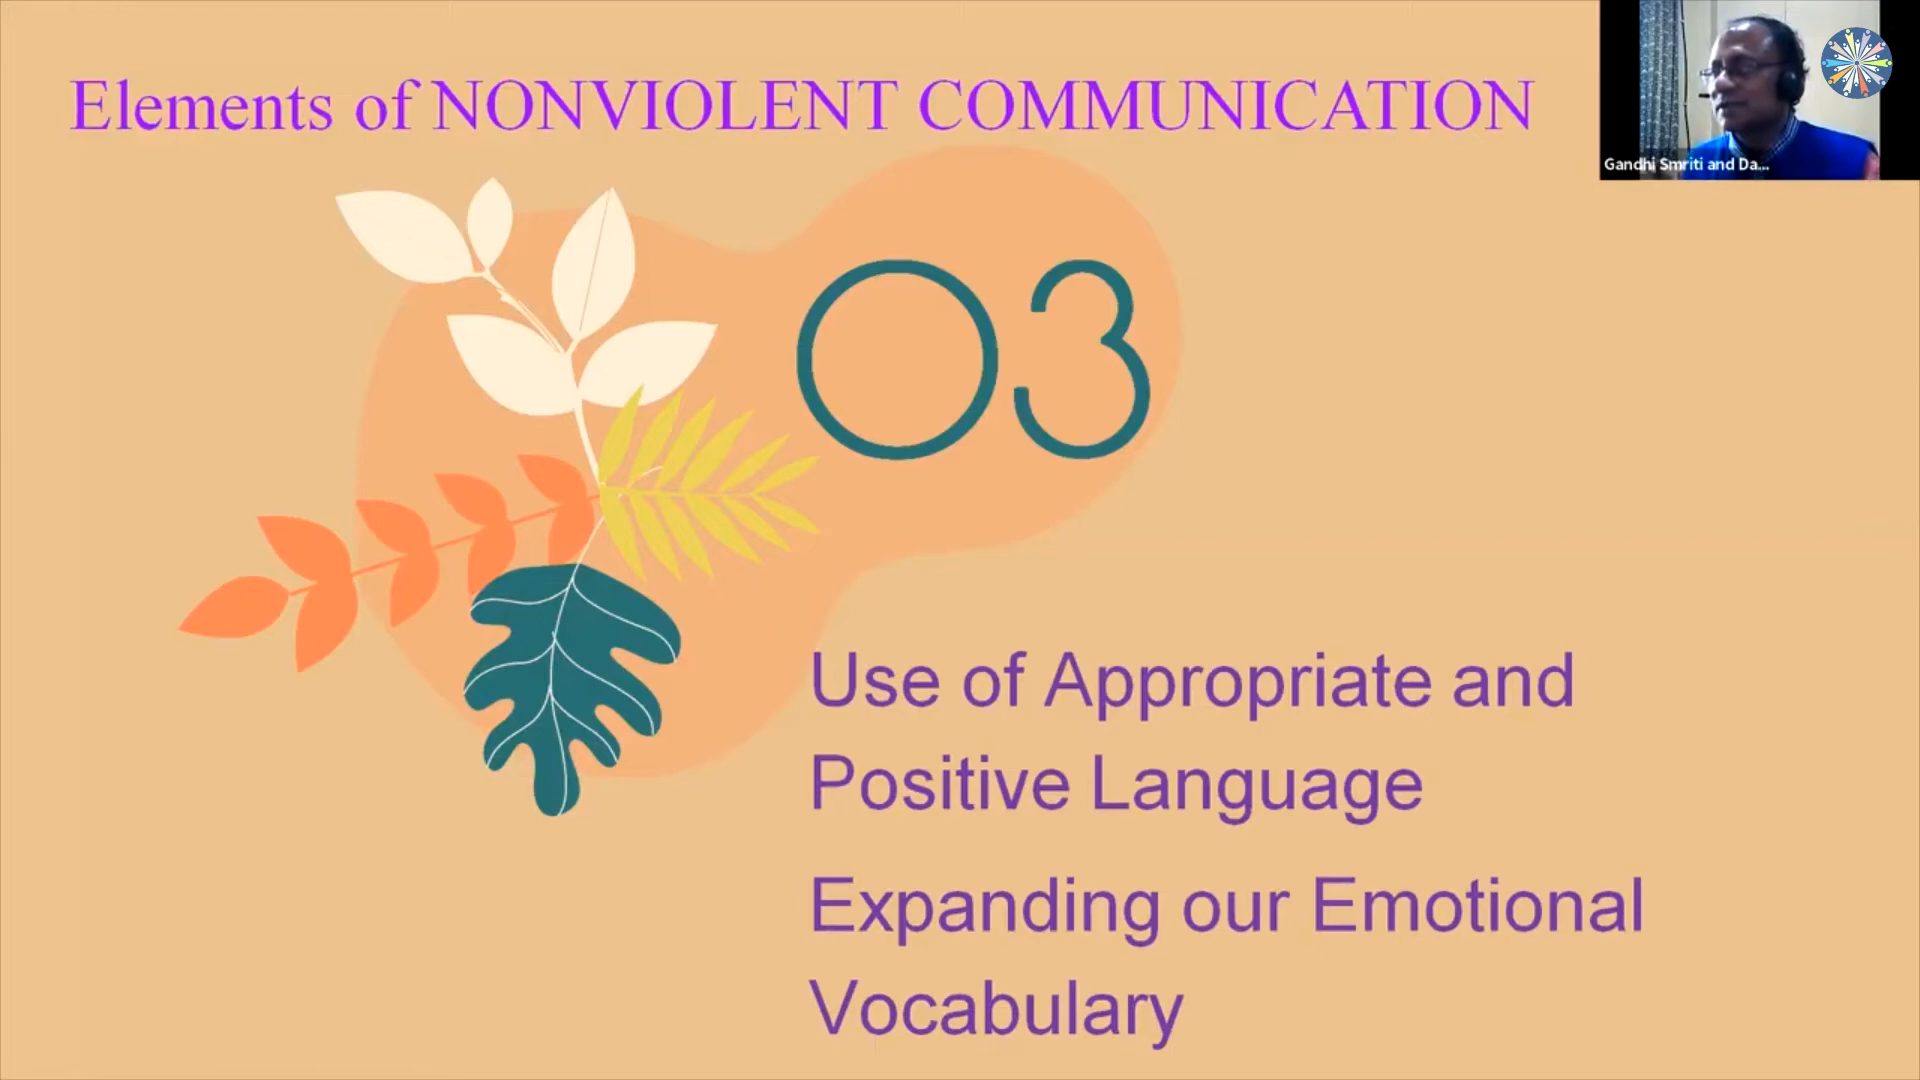 Elements of NONVIOLENT COMMUNICATION
Gandhi Smriti and Da...
03
Use of Appropriate and
Positive Language
Expanding our Emotional
Vocabulary